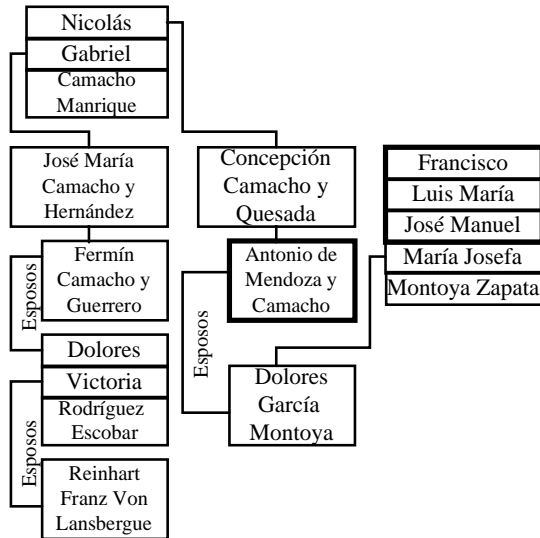 Nicolás
Gabriel
Camacho
Manrique
José María
Camacho y
Hernández
Concepción
Camacho y
Quesada
Francisco
Luis María
José Manuel
María Josefa
Montoya Zapata
Esposos
Fermín
Camacho y
Guerrero
Esposos
Antonio de
Mendoza y
Camacho
Dolores
Victoria
Rodríguez
Escobar
Dolores
García
Montoya
Esposos
Reinhart
Franz Von
Lansbergue